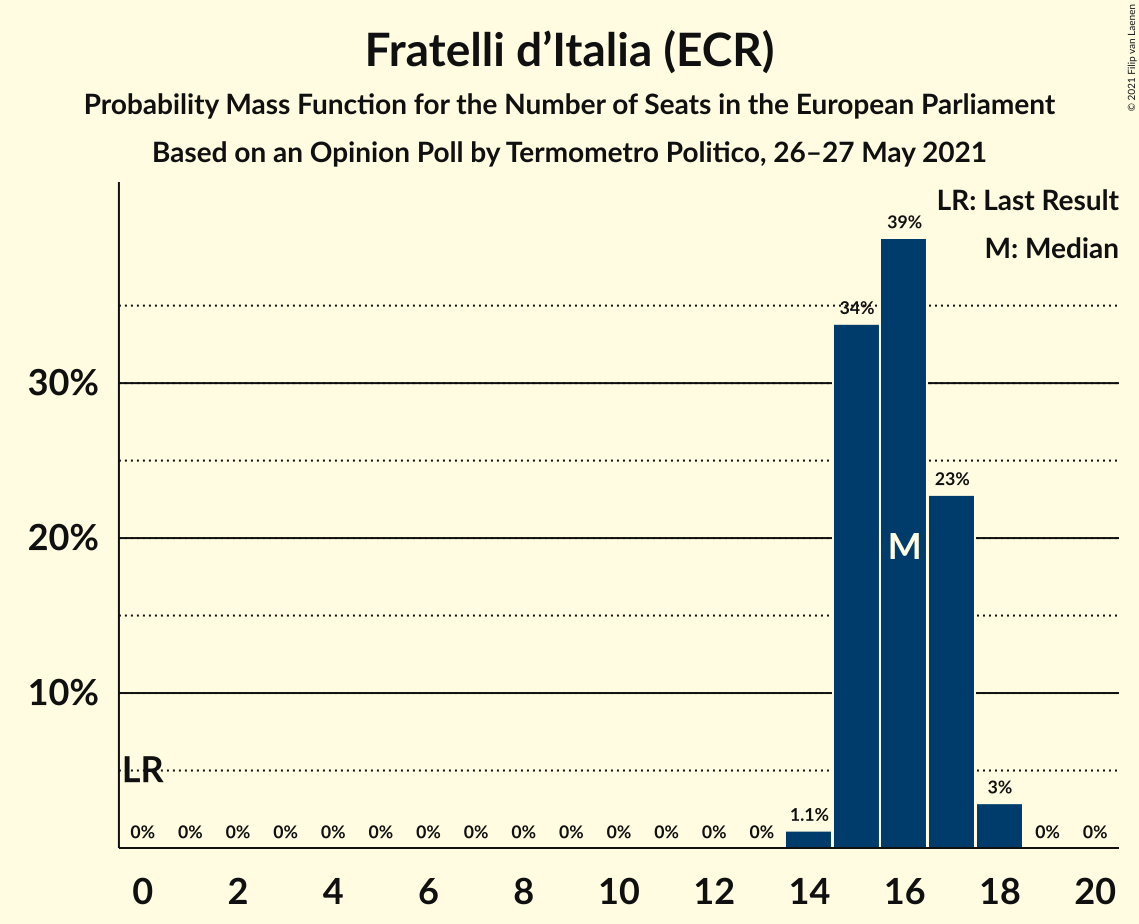 Fratelli d’Italia (ECR)
Probability Mass Function for the Number of Seats in the European Parliament
Based on an Opinion Poll by Termometro Politico, 26–27 May 2021
© 2021 Filip van Laenen
LR: Last Result
M: Median
39%
34%
30%
23%
20%
M
10%
LR
3%
1.1%
0% 0% 0% 0% 0% 0% 0% 0% 0% 0% 0% 0% 0% 0% 0% 0%
0 2 4 6 8 10 12 14 16 18 20